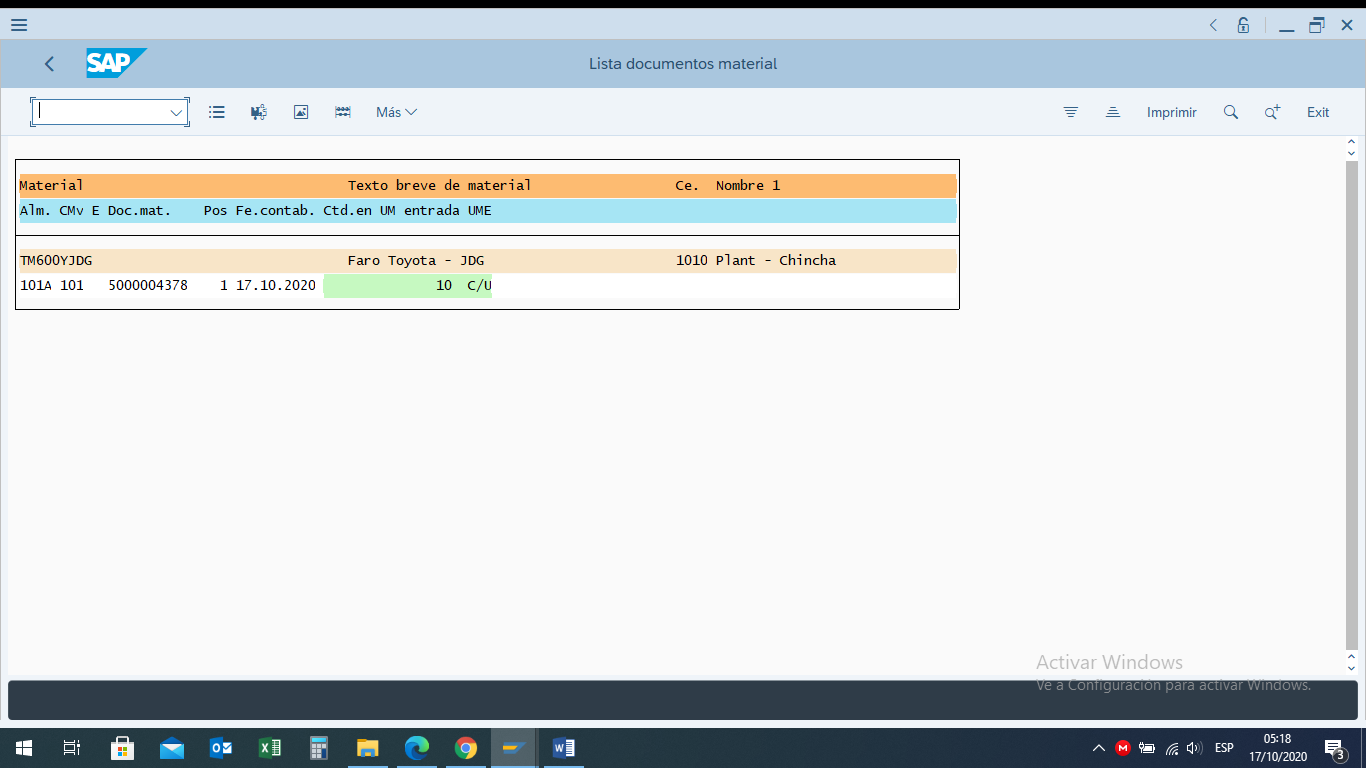 SAP
Lista documentos material
Más
Imprimir
Exit
Material Texto breve de material Ce. Nombre 1
Alm. CMv E Doc.mat. Pos Fe.contab. Ctd.en UM entrada UME
TM600YJDG Faro Toyota - JDG 1010 Plant - Chincha
101A 101 5000004378 1 17.10.2020 10 C/U
Activar Windows
Ve a Configuración para activar Windows.
ESP
05:18
17/10/2020
3